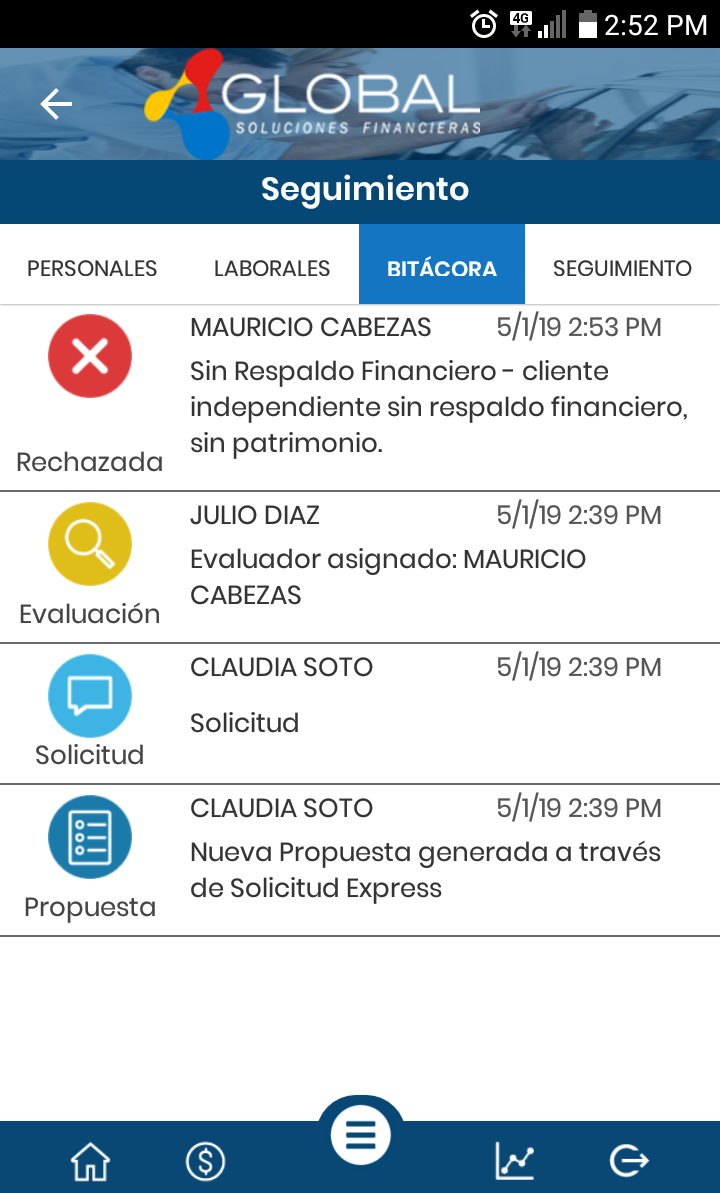 4G 2:52 PM
GLOBAL
SOLUCIONES FINANCIERAS
Seguimiento
PERSONALES LABORALES BITÁCORA SEGUIMIENTO
MAURICIO CABEZAS 5/1/19 2:53 PM
Sin Respaldo Financiero - cliente
independiente sin respaldo financiero,
sin patrimonio.
Rechazada
JULIO DIAZ 5/1/19 2:39 PM
Evaluador asignado: MAURICIO
CABEZAS
Evaluación
CLAUDIA SOTO 5/1/19 2:39 PM
Solicitud
Solicitud
CLAUDIA SOTO 5/1/19 2:39 PM
Nueva Propuesta generada a través
de Solicitud Express
Propuesta